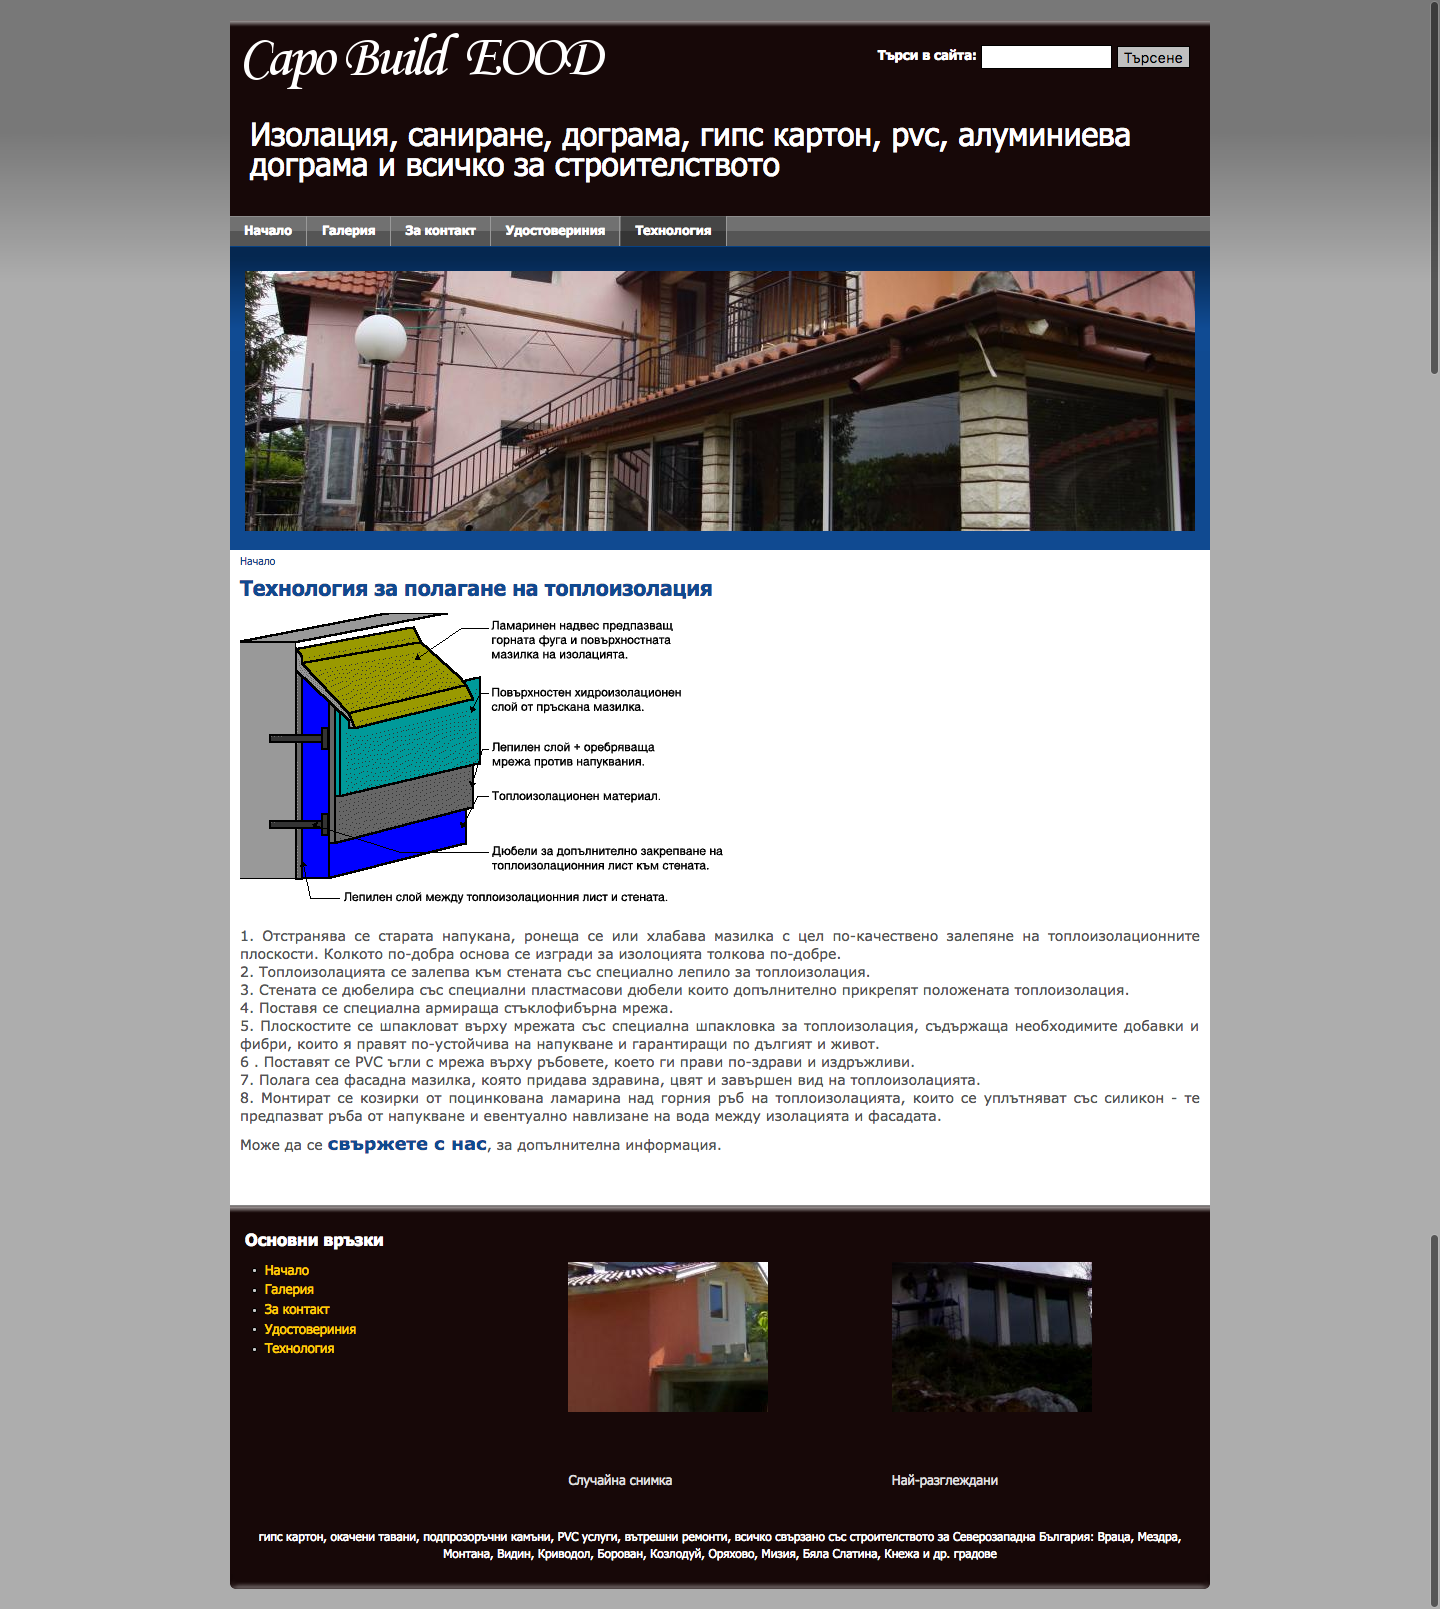 Capo Build EOOD
Търси в сайта:
Търсене
Изолация, саниране, дограма, гипс картон, pvc, алуминиева
дограма и всичко за строителството
Начало
Галерия
За контакт
Удостовериния
Технология
Начало
Технология за полагане на топлоизолация
Ламаринен надвес предпазващ
горната фуга и повърхностната
мазилка на изолацията.
Повърхностен хидроизолационен
слой от пръскана мазилка.
Лепилен слой + оребряваща
мрежа против напуквания.
Топлоизолационен материал.
Дюбели за допълнително закрепване на
топлоизолационния лист към стената.
Лепилен слой между топлоизолационния лист и стената.
1. Отстранява се старата напукана, ронеща се или хлабава мазилка с цел по-качествено залепяне на топлоизолационните
плоскости. Колкото по-добра основа се изгради за изолоцията толкова по-добре.
2. Топлоизолацията се залепва към стената със специално лепило за топлоизолация.
3. Стената се дюбелира със специални пластмасови дюбели които допълнително прикрепят положената топлоизолация.
4. Поставя се специална армираща стъклофибърна мрежа.
5. Плоскостите се шпакловат върху мрежата със специална шпакловка за топлоизолация, съдържаща необходимите добавки и
фибри, които я правят по-устойчива на напукване и гарантиращи по дългият и живот.
6 . Поставят се PVC ъгли с мрежа върху ръбовете, което ги прави по-здрави и издръжливи.
7. Полага сеа фасадна мазилка, която придава здравина, цвят и завършен вид на топлоизолацията.
8. Монтират се козирки от поцинкована ламарина над горния ръб на топлоизолацията, които се уплътняват със силикон - те
предпазват ръба от напукване и евентуално навлизане на вода между изолацията и фасадата.
Може да се свържете с нас, за допълнителна информация.
Основни връзки
Начало
Галерия
За контакт
Удостовериния
Технология
Случайна снимка
Най-разглеждани
гипс картон, окачени тавани, подпрозоръчни камъни, PVC услуги, вътрешни ремонти, всичко свързано със строителството за Северозападна България: Враца, Мездра,
Монтана, Видин, Криводол, Борован, Козлодуй, Оряхово, Мизия, Бяла Слатина, Кнежа и др. градове